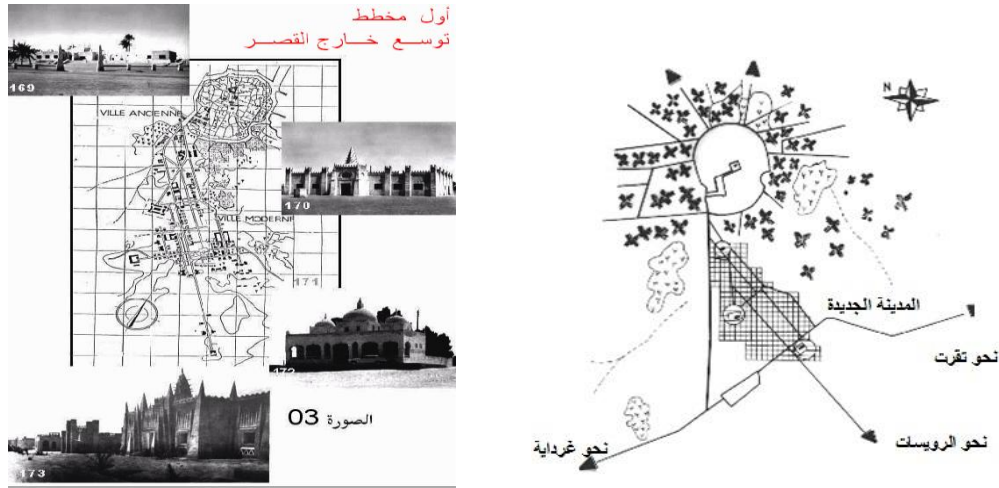 أول مخطط
توسع خارج القصر
169
VILLE ANCIENNE
170
VILLE MODERNE
171
172
الصورة 03
173
N
المدينة الجديدة
نحو تقرت
نحو الرويسات
نحو غرداية